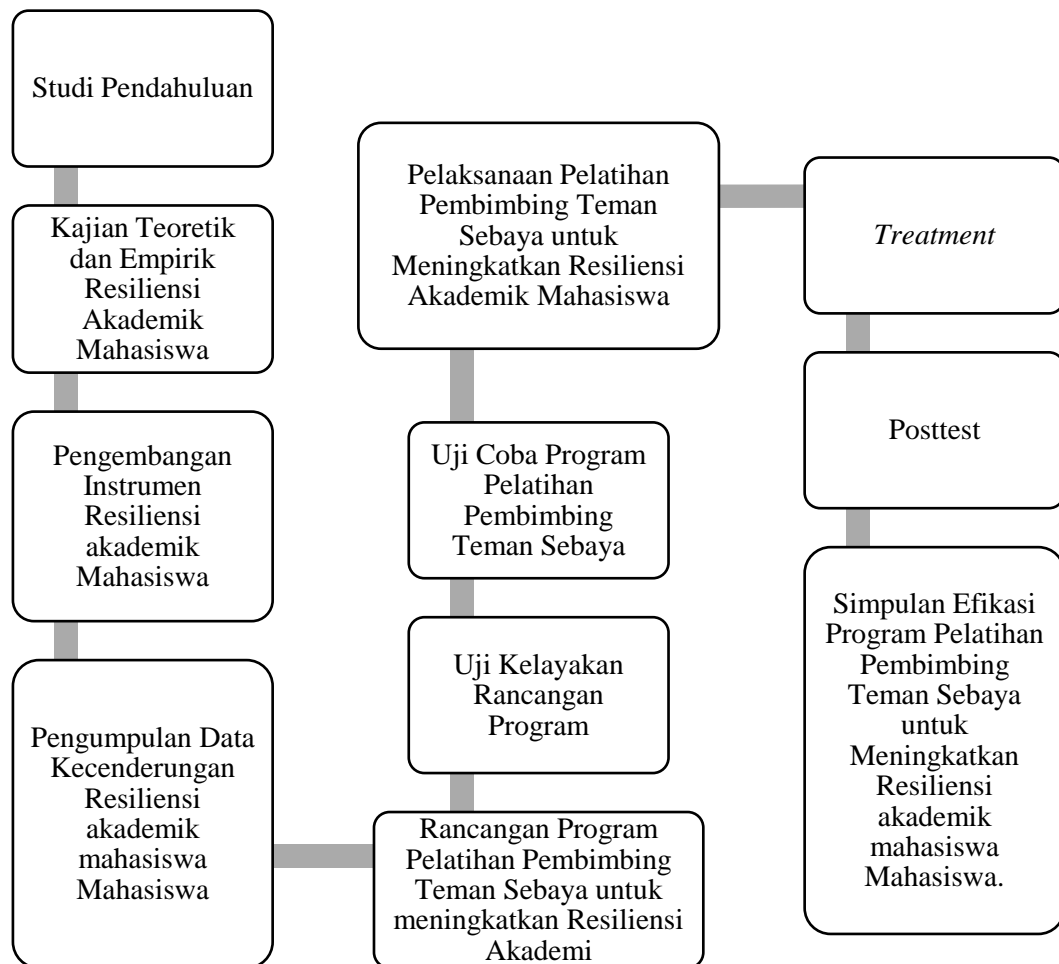 Studi Pendahuluan
Kajian Teoretik
dan Empirik
Resiliensi
Akademik
Mahasiswa
Pengembangan
Instrumen
Resiliensi
akademik
Mahasiswa
Pengumpulan Data
Kecenderungan
Resiliensi
akademik
mahasiswa
Mahasiswa
Rancangan Program
Pelatihan Pembimbing
Teman Sebaya untuk
meningkatkan Resiliensi
Akademi
Uji Kelayakan
Rancangan
Program
Uji Coba Program
Pelatihan
Pembimbing
Teman Sebaya
Pelaksanaan Pelatihan
Pembimbing Teman
Sebaya untuk
Meningkatkan Resiliensi
Akademik Mahasiswa
Treatment
Posttest
Simpulan Efikasi
Program Pelatihan
Pembimbing
Teman Sebaya
untuk
Meningkatkan
Resiliensi
akademik
mahasiswa
Mahasiswa.